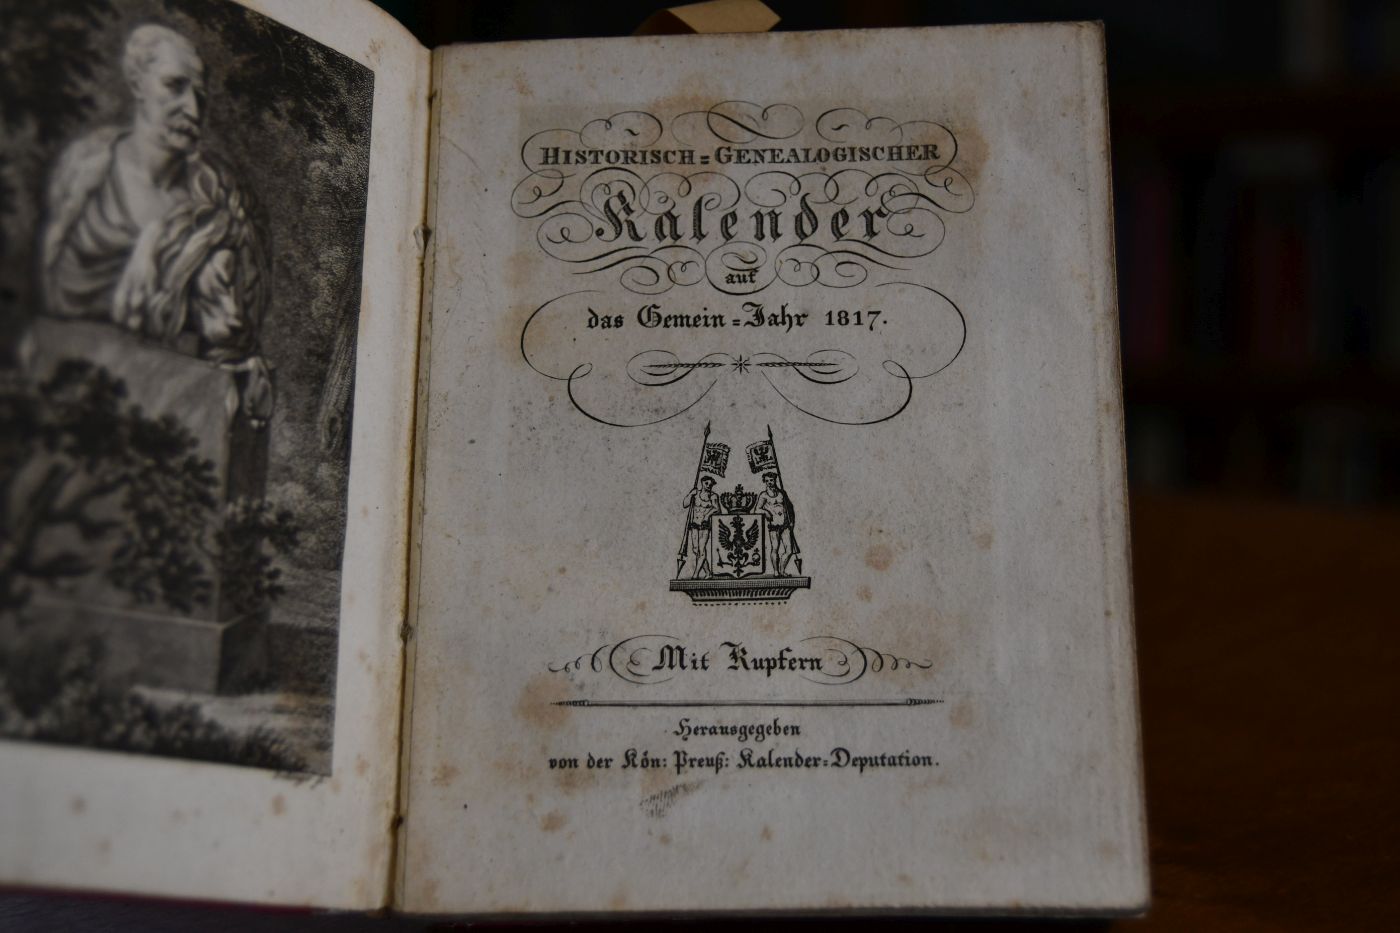 Historisch=Genealogischer
Kalender
auf
das Gemein=Jahr 1817.
Mit Kupfern
Herausgegeben
von der Kön: Preuß: Kalender=Deputation.